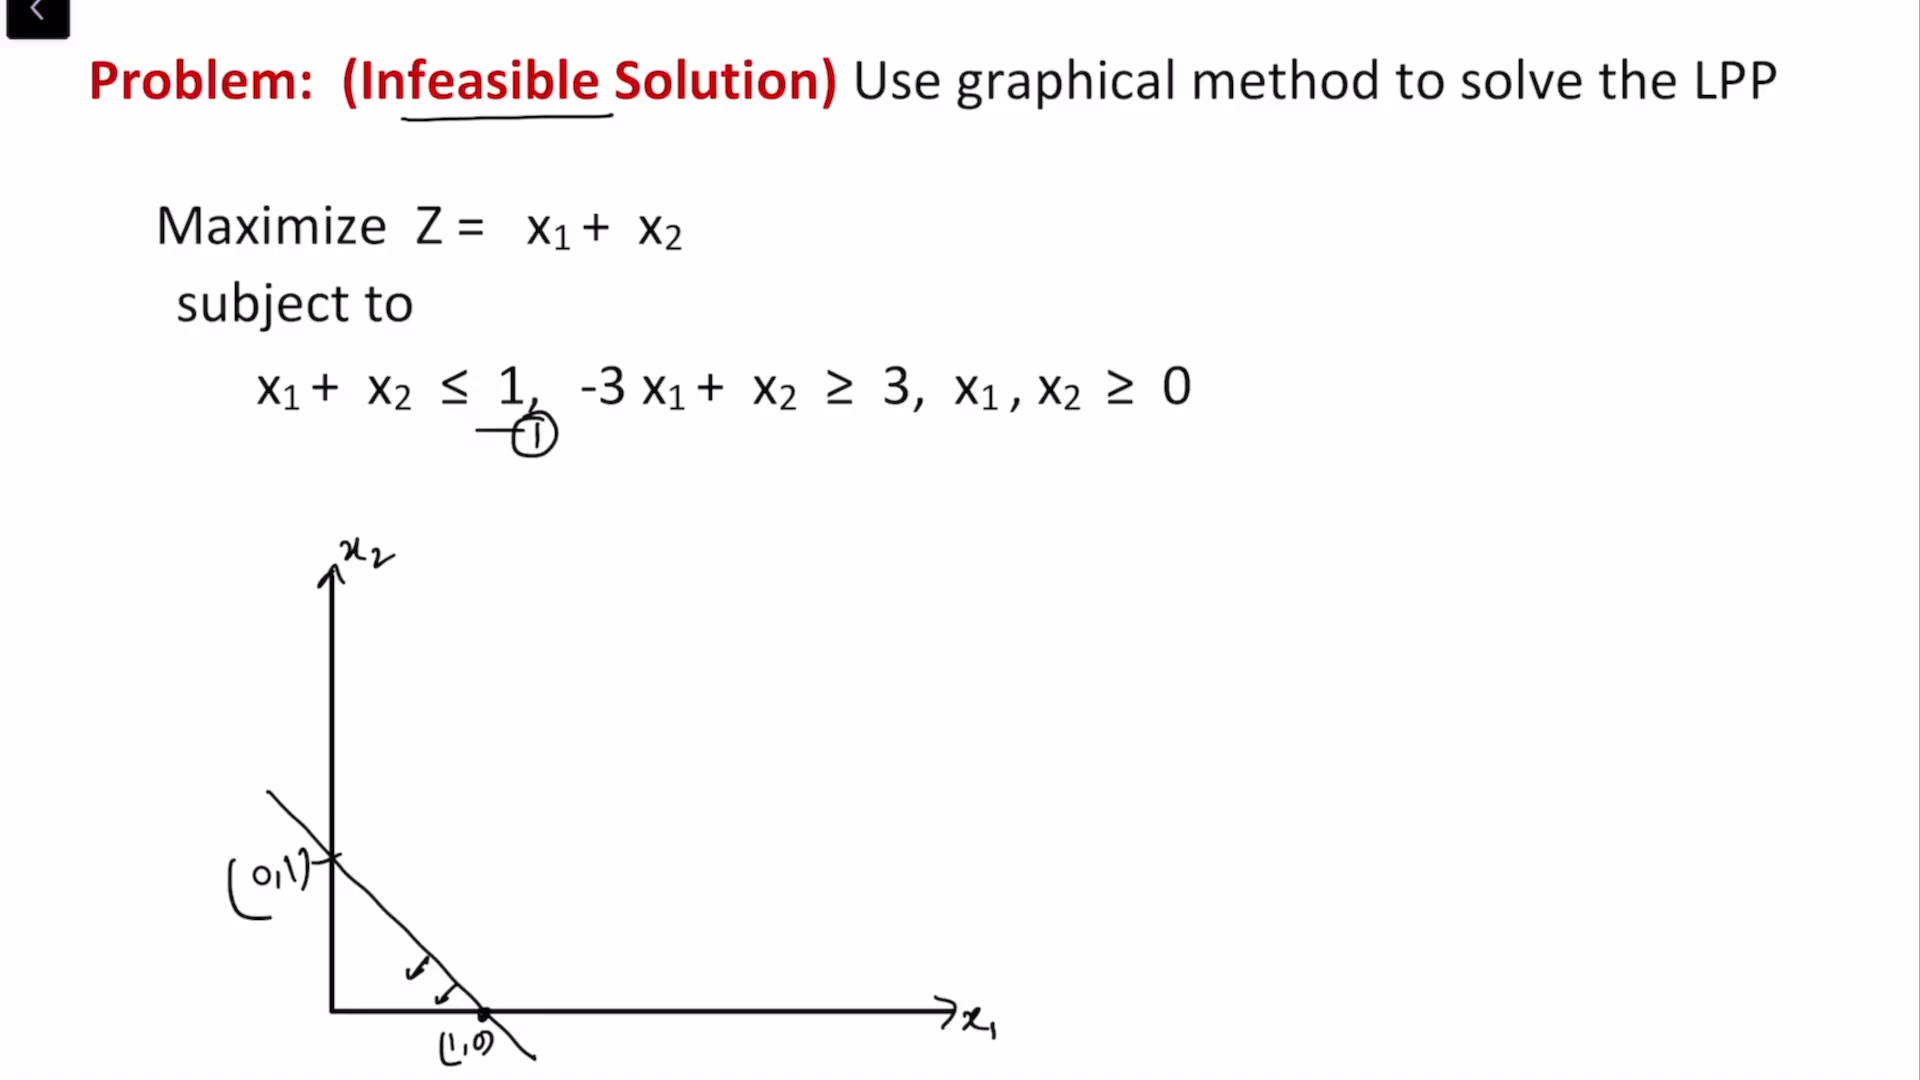 Problem: (Infeasible Solution) Use graphical method to solve the LPP
Maximize Z = x₁ + x₂
subject to
x₁ + x₂ ≤ 1, -3 x₁ + x₂ ≥ 3, x₁ , x₂ ≥ 0
—①
x₂
(0,1)
x₁
(1,0)